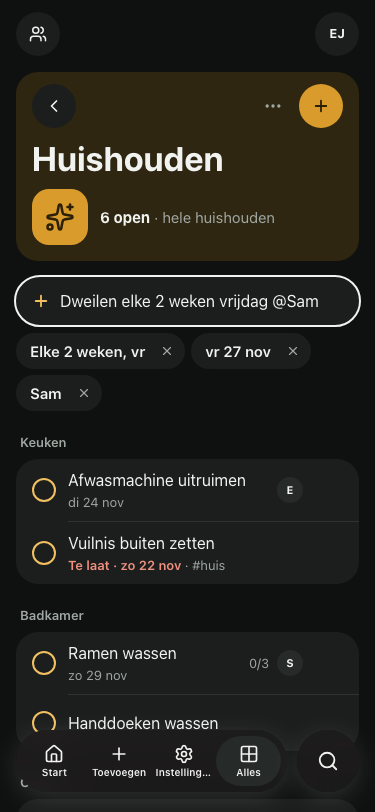 EJ
Huishouden
6 open · hele huishouden
+ Dweilen elke 2 weken vrijdag @Sam
Elke 2 weken, vr ×
vr 27 nov ×
Sam ×
Keuken
Afwasmachine uitruimen
di 24 nov
E
Vuilnis buiten zetten
Te laat · zo 22 nov · #huis
Badkamer
Ramen wassen
zo 29 nov
0/3
S
Handdoeken wassen
Start
Toevoegen
Instelling...
Alles